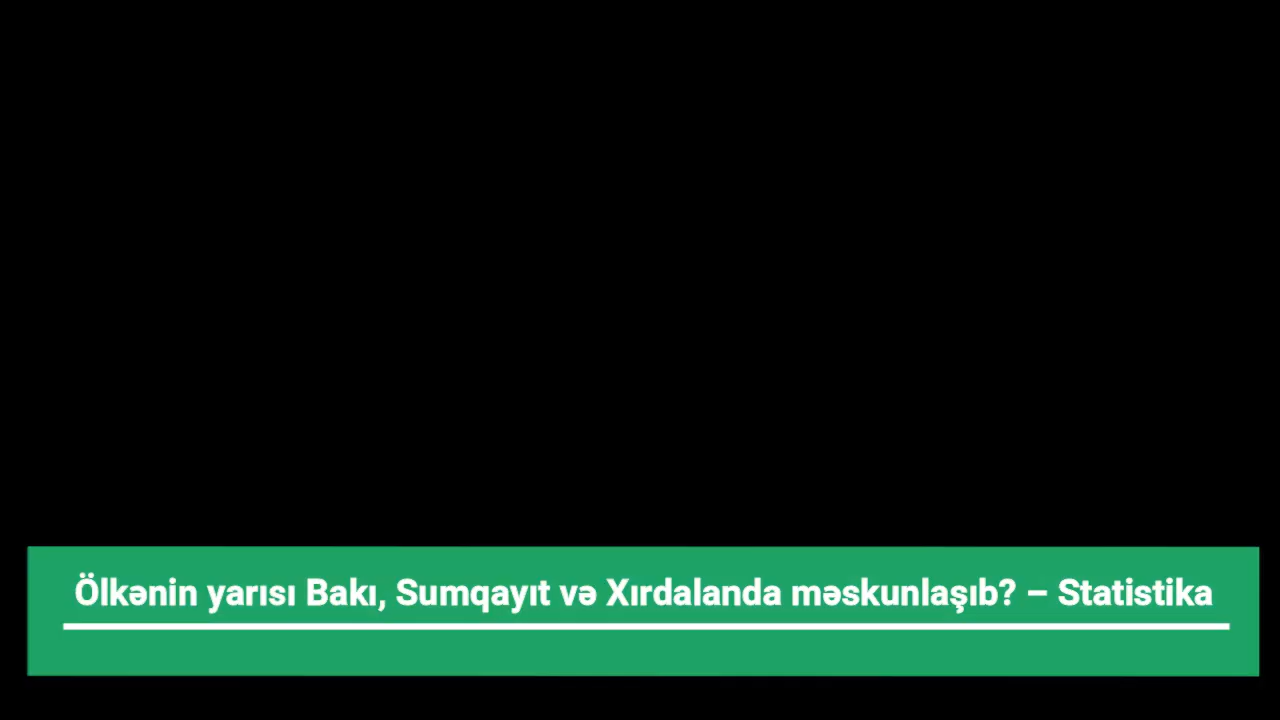 Ölkənin yarısı Bakı, Sumqayıt və Xırdalanda məskunlaşıb? – Statistika